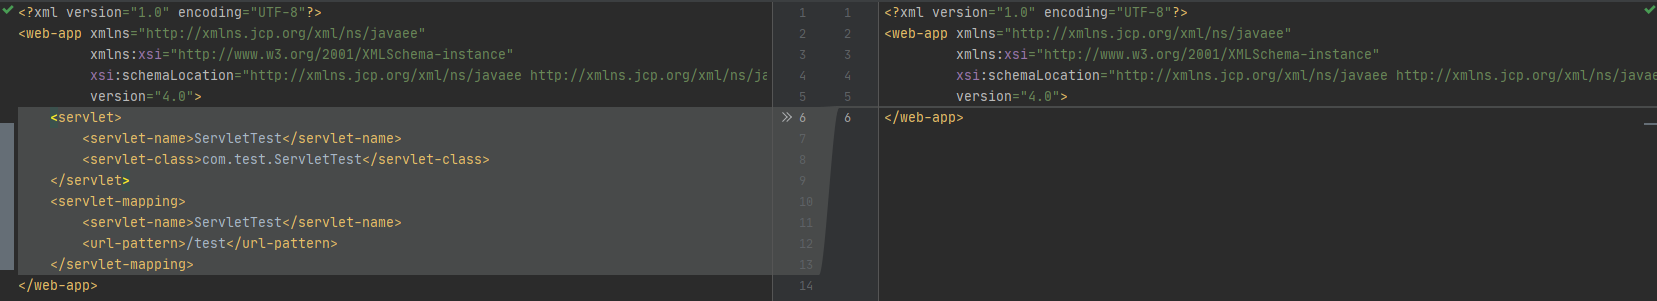 <?xml version="1.0" encoding="UTF-8"?>
<web-app xmlns="http://xmlns.jcp.org/xml/ns/javaee"
xmlns:xsi="http://www.w3.org/2001/XMLSchema-instance"
xsi:schemaLocation="http://xmlns.jcp.org/xml/ns/javaee http://xmlns.jcp.org/xml/ns/ja
version="4.0">
<servlet>
<servlet-name>ServletTest</servlet-name>
<servlet-class>com.test.ServletTest</servlet-class>
</servlet>
<servlet-mapping>
<servlet-name>ServletTest</servlet-name>
<url-pattern>/test</url-pattern>
</servlet-mapping>
</web-app>
1
2
3
4
5
6
7
8
9
10
11
12
13
14
1
2
3
4
5
6
<?xml version="1.0" encoding="UTF-8"?>
<web-app xmlns="http://xmlns.jcp.org/xml/ns/javaee"
xmlns:xsi="http://www.w3.org/2001/XMLSchema-instance"
xsi:schemaLocation="http://xmlns.jcp.org/xml/ns/javaee http://xmlns.jcp.org/xml/ns/javae
version="4.0">
</web-app>